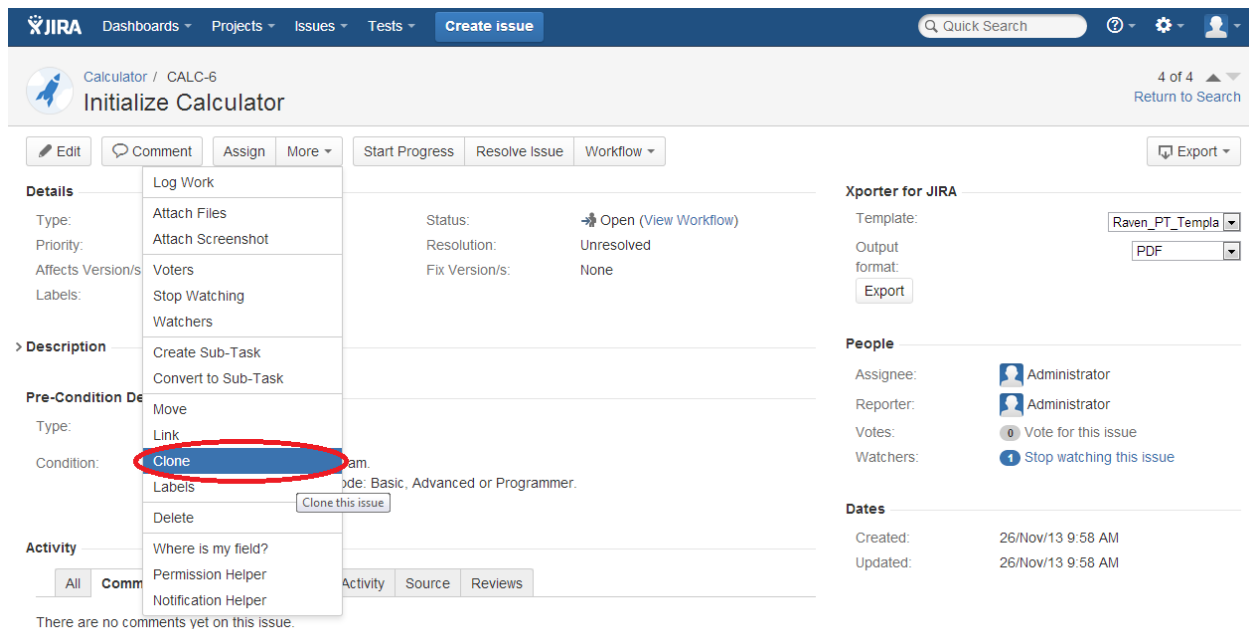 JIRA Dashboards Projects Issues Tests Create issue Quick Search
Calculator / CALC-6
Initialize Calculator
4 of 4
Return to Search
Edit Comment Assign More Start Progress Resolve Issue Workflow Export
Log Work
Attach Files
Attach Screenshot
Voters
Stop Watching
Watchers
Create Sub-Task
Convert to Sub-Task
Move
Link
Clone
Labels
Delete
Where is my field?
Permission Helper
Notification Helper
Clone this issue
Details
Type:
Priority:
Affects Version/s
Labels:
Status: Open (View Workflow)
Resolution: Unresolved
Fix Version/s: None
Description
Pre-Condition De
Type:
Condition: am.
ode: Basic, Advanced or Programmer.
Activity
All Comm Activity Source Reviews
There are no comments yet on this issue.
Xporter for JIRA
Template: Raven_PT_Templa
Output format: PDF
Export
People
Assignee: Administrator
Reporter: Administrator
Votes: 0 Vote for this issue
Watchers: 1 Stop watching this issue
Dates
Created: 26/Nov/13 9:58 AM
Updated: 26/Nov/13 9:58 AM